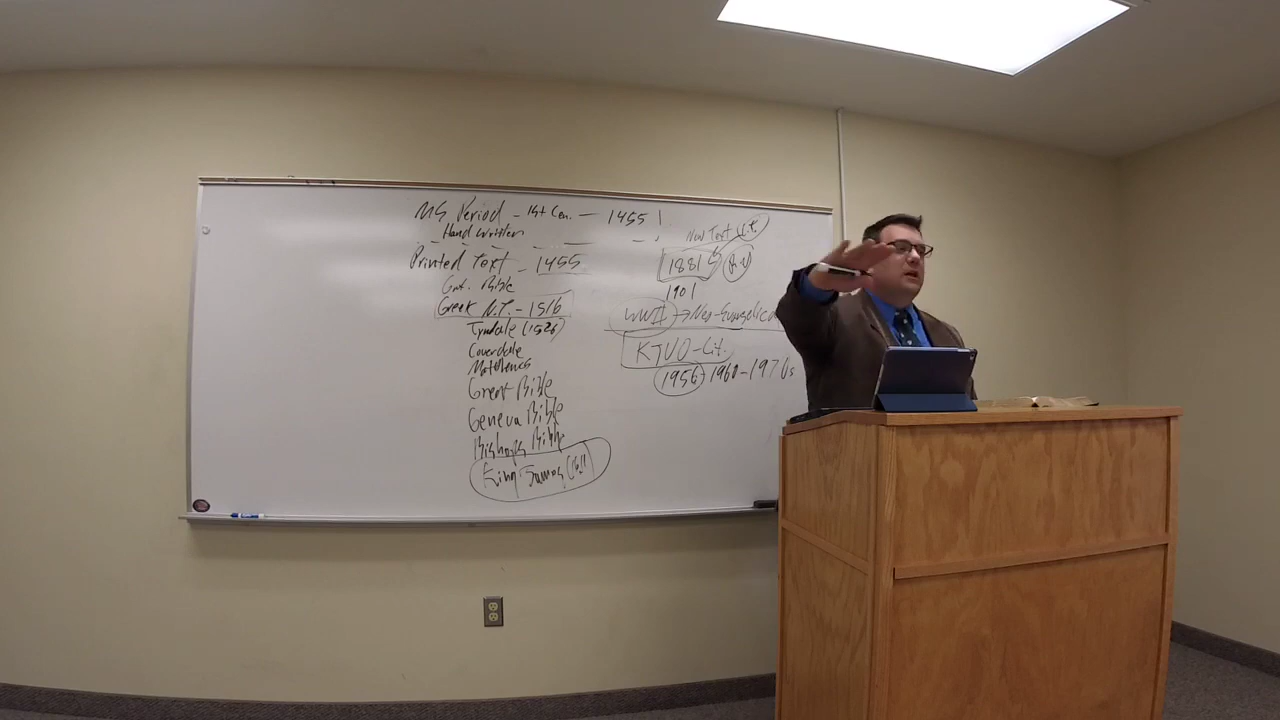 MS Period - 1st Cen. - 1455
Hand written
Printed Text - 1455
Gut. Bible
Greek N.T. - 1516
Tyndale (1526)
Coverdale
Matthews
Great Bible
Geneva Bible
Bishops Bible
King James (1611)
New Text
1881
1901
WWII → Neo-Evangelical
KJVO-Lit.
1956 - 1960 - 1970s